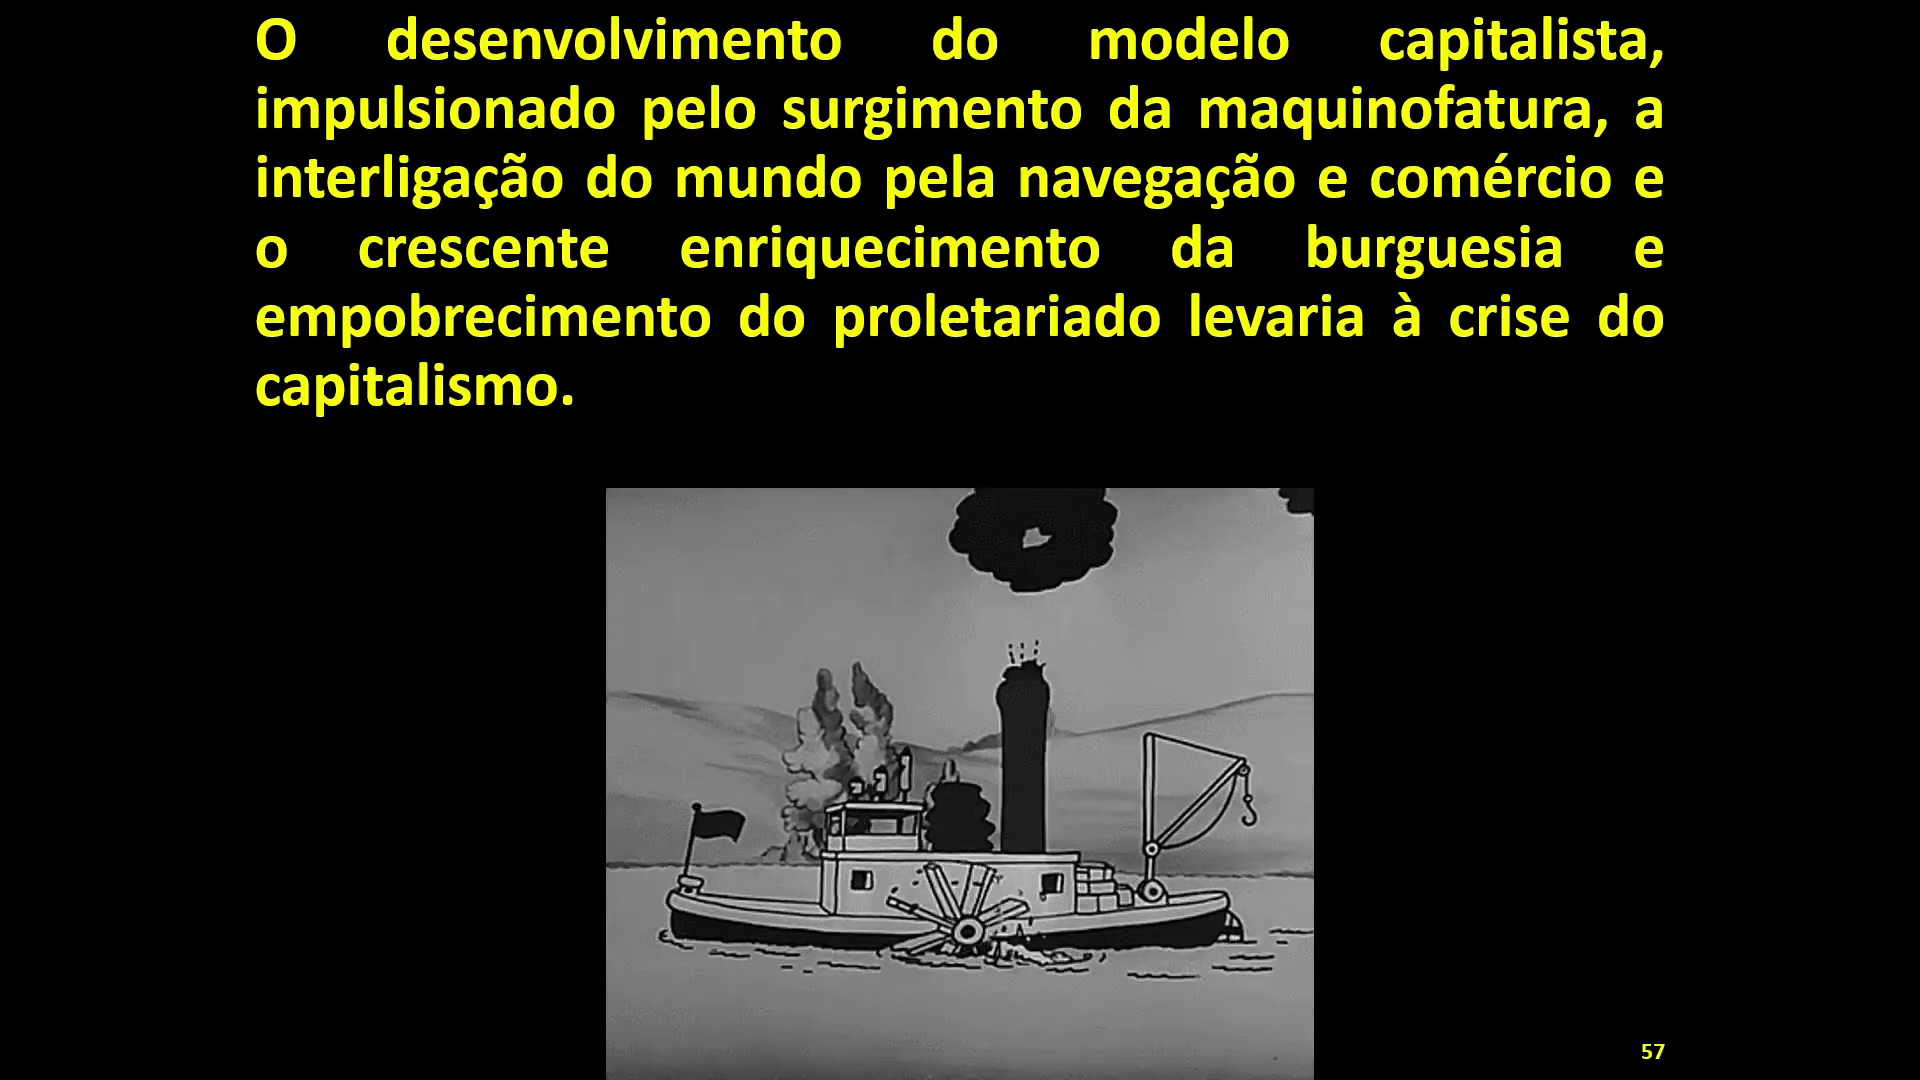 O desenvolvimento do modelo capitalista,
impulsionado pelo surgimento da maquinofatura, a
interligação do mundo pela navegação e comércio e
o crescente enriquecimento da burguesia e
empobrecimento do proletariado levaria à crise do
capitalismo.
57